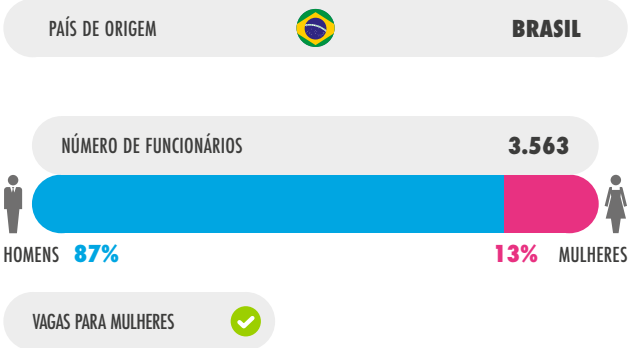 PAÍS DE ORIGEM BRASIL
NÚMERO DE FUNCIONÁRIOS 3.563
HOMENS 87% 13% MULHERES
VAGAS PARA MULHERES